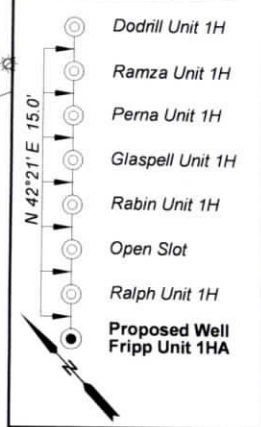 Dodrill Unit 1H
Ramza Unit 1H
Perna Unit 1H
Glaspell Unit 1H
Rabin Unit 1H
Open Slot
Ralph Unit 1H
Proposed Well
Fripp Unit 1HA
N 42°21' E 15.0'
N